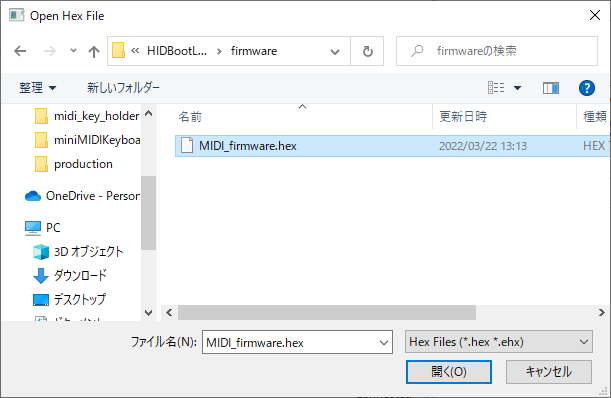 Open Hex File
« HIDBootL... > firmware
firmwareの検索
整理 新しいフォルダー
midi_key_holder
miniMIDIKeyboa
production
OneDrive - Person
PC
3D オブジェクト
ダウンロード
デスクトップ
名前 更新日時 種類
MIDI_firmware.hex 2022/03/22 13:13 HEX
ファイル名(N): MIDI_firmware.hex Hex Files (*.hex *.ehx)
開く(O) キャンセル